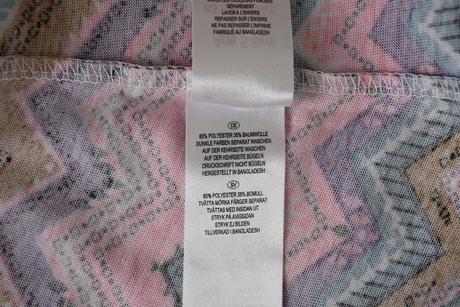 SÉPARÉMENT
LAVER À L'ENVERS
REPASSER SUR L'ENVERS
NE PAS REPASSER L'IMPRIMÉ
FABRIQUÉ AU BANGLADESH
DE
65% POLYESTER 35% BAUMWOLLE
DUNKLE FARBEN SEPARAT WASCHEN
AUF DER KEHRSEITE WASCHEN
AUF DER KEHRSEITE BÜGELN
DRUCKSCHRIFT NICHT BÜGELN
HERGESTELLT IN BANGLADESH
SV
65% POLYESTER 35% BOMULL
TVÄTTA MÖRKA FÄRGER SEPARAT
TVÄTTAS MED INSIDAN UT
STRYK PÅ AVIGSIDAN
STRYK EJ BILDEN
TILLVERKAD I BANGLADESH